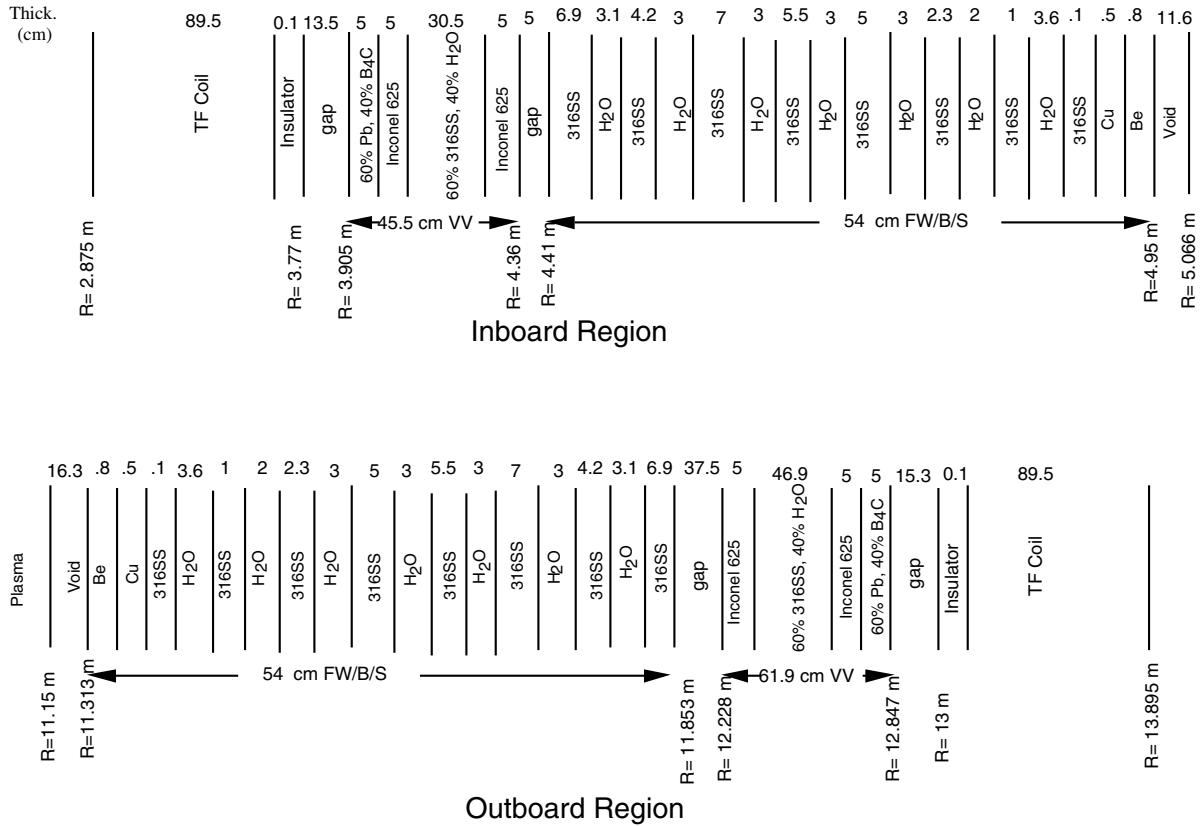 Thick.
(cm)
89.5 0.1 13.5 5 5 30.5 5 5 6.9 3.1 4.2 3 7 3 5.5 3 5 3 2.3 2 1 3.6 .1 .5 .8 11.6
TF Coil
Insulator
gap
60% Pb, 40% B4C
Inconel 625
60% 316SS, 40% H2O
Inconel 625
gap
316SS
H2O
316SS
H2O
316SS
H2O
316SS
H2O
316SS
H2O
316SS
H2O
316SS
H2O
316SS
Cu
Be
Void
45.5 cm VV
54 cm FW/B/S
R= 2.875 m
R= 3.77 m
R= 3.905 m
R= 4.36 m
R= 4.41 m
R=4.95 m
R= 5.066 m
Inboard Region
16.3 .8 .5 .1 3.6 1 2 2.3 3 5 3 5.5 3 7 3 4.2 3.1 6.9 37.5 5 46.9 5 5 15.3 0.1 89.5
Plasma
Void
Be
Cu
316SS
H2O
316SS
H2O
316SS
H2O
316SS
H2O
316SS
H2O
316SS
H2O
316SS
H2O
316SS
gap
Inconel 625
60% 316SS, 40% H2O
Inconel 625
60% Pb, 40% B4C
gap
Insulator
TF Coil
54 cm FW/B/S
61.9 cm VV
R=11.15 m
R=11.313 m
R= 11.853 m
R= 12.228 m
R= 12.847 m
R= 13 m
R= 13.895 m
Outboard Region